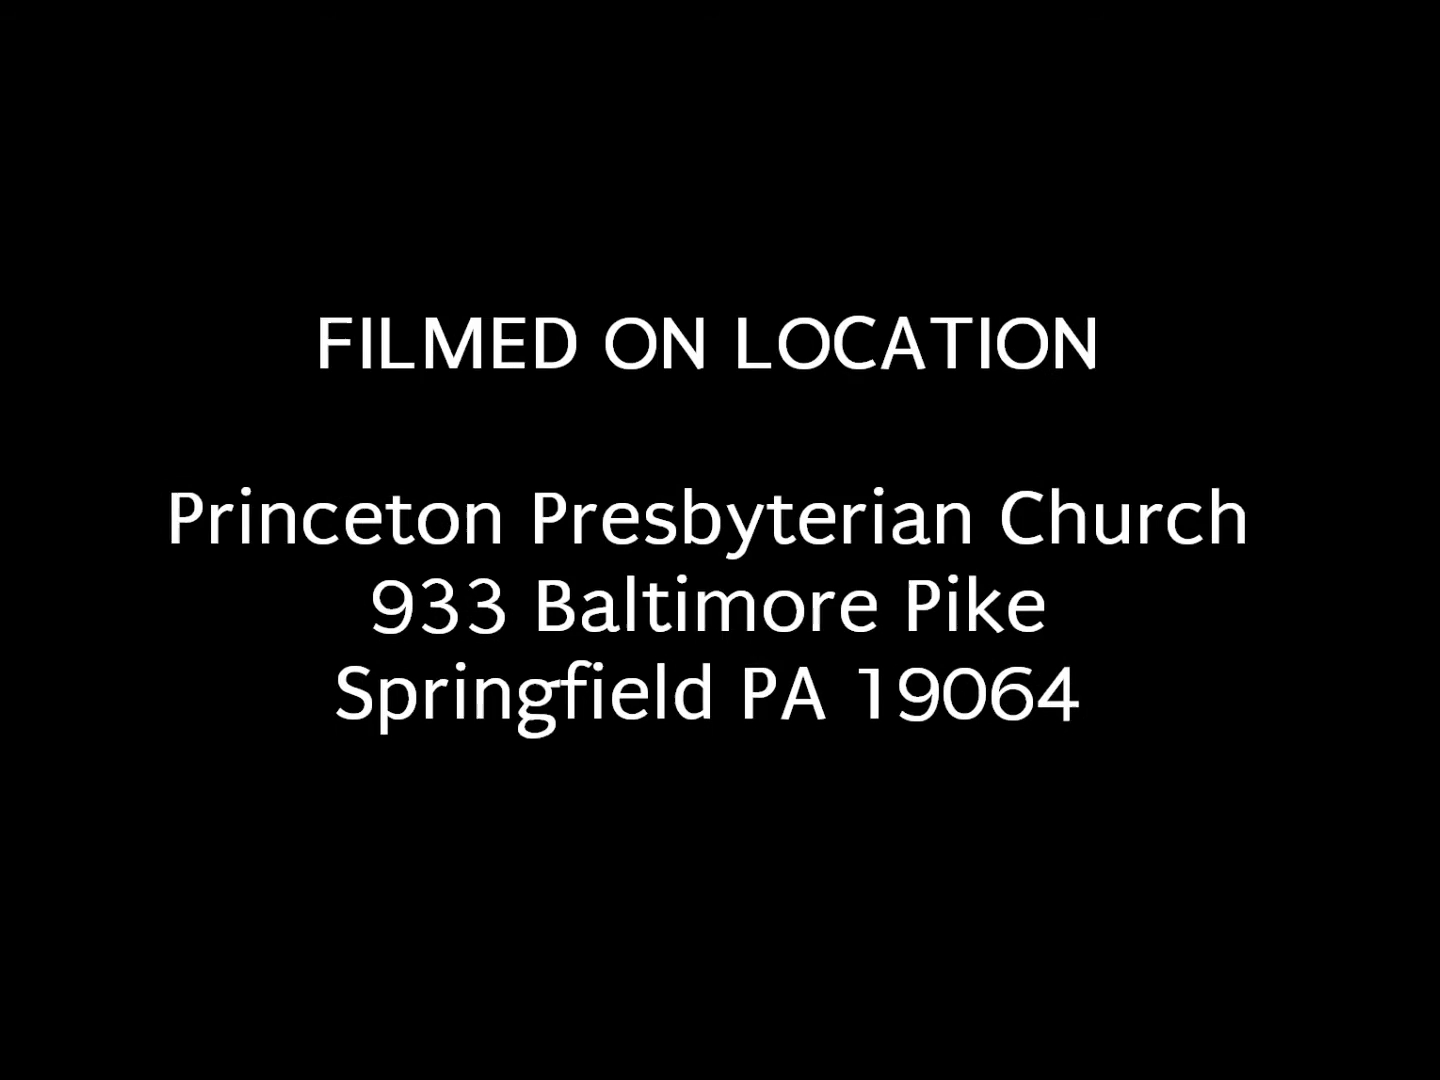 FILMED ON LOCATION
Princeton Presbyterian Church
933 Baltimore Pike
Springfield PA 19064